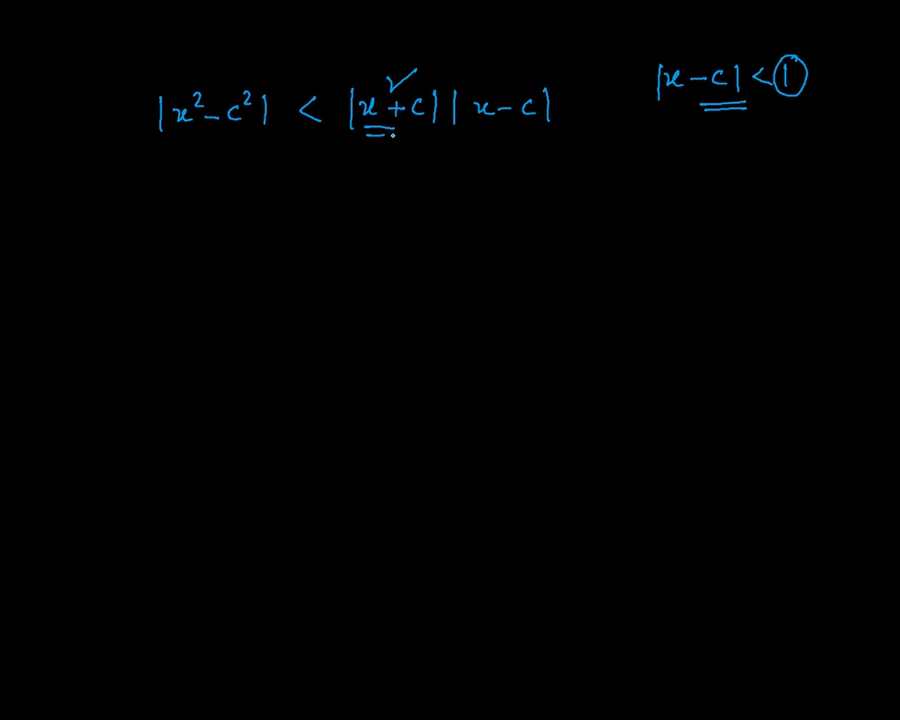 |x² - c²| < |x + c| |x - c|
|x - c| < 1